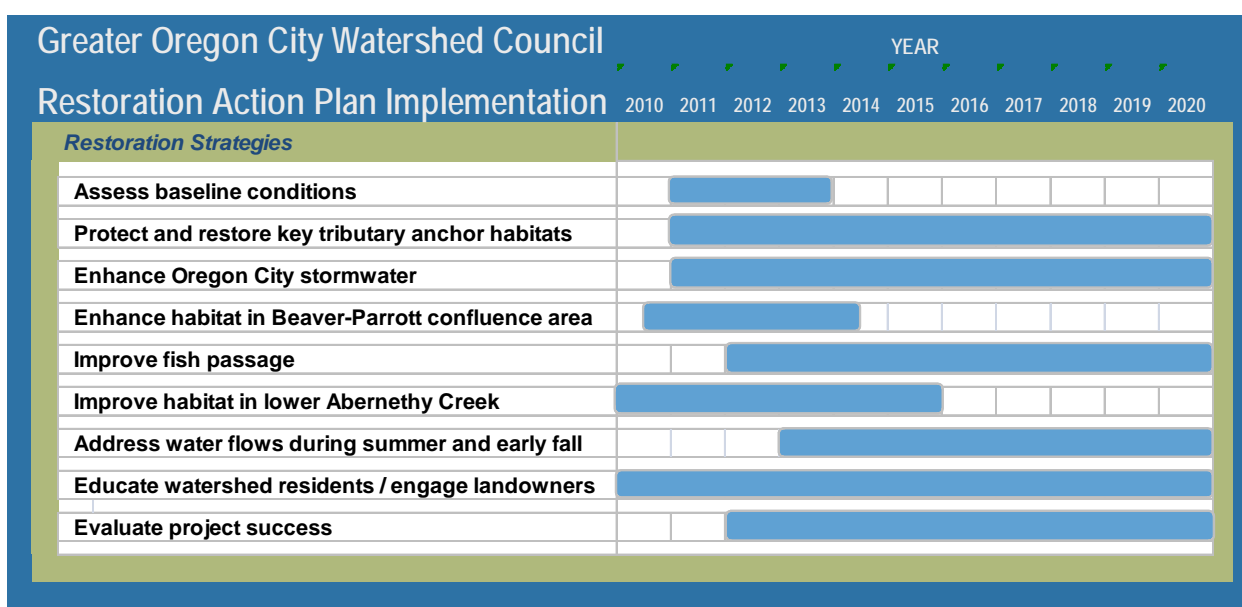 Greater Oregon City Watershed Council
YEAR
Restoration Action Plan Implementation
2010 2011 2012 2013 2014 2015 2016 2017 2018 2019 2020
Restoration Strategies
Assess baseline conditions
Protect and restore key tributary anchor habitats
Enhance Oregon City stormwater
Enhance habitat in Beaver-Parrott confluence area
Improve fish passage
Improve habitat in lower Abernethy Creek
Address water flows during summer and early fall
Educate watershed residents / engage landowners
Evaluate project success